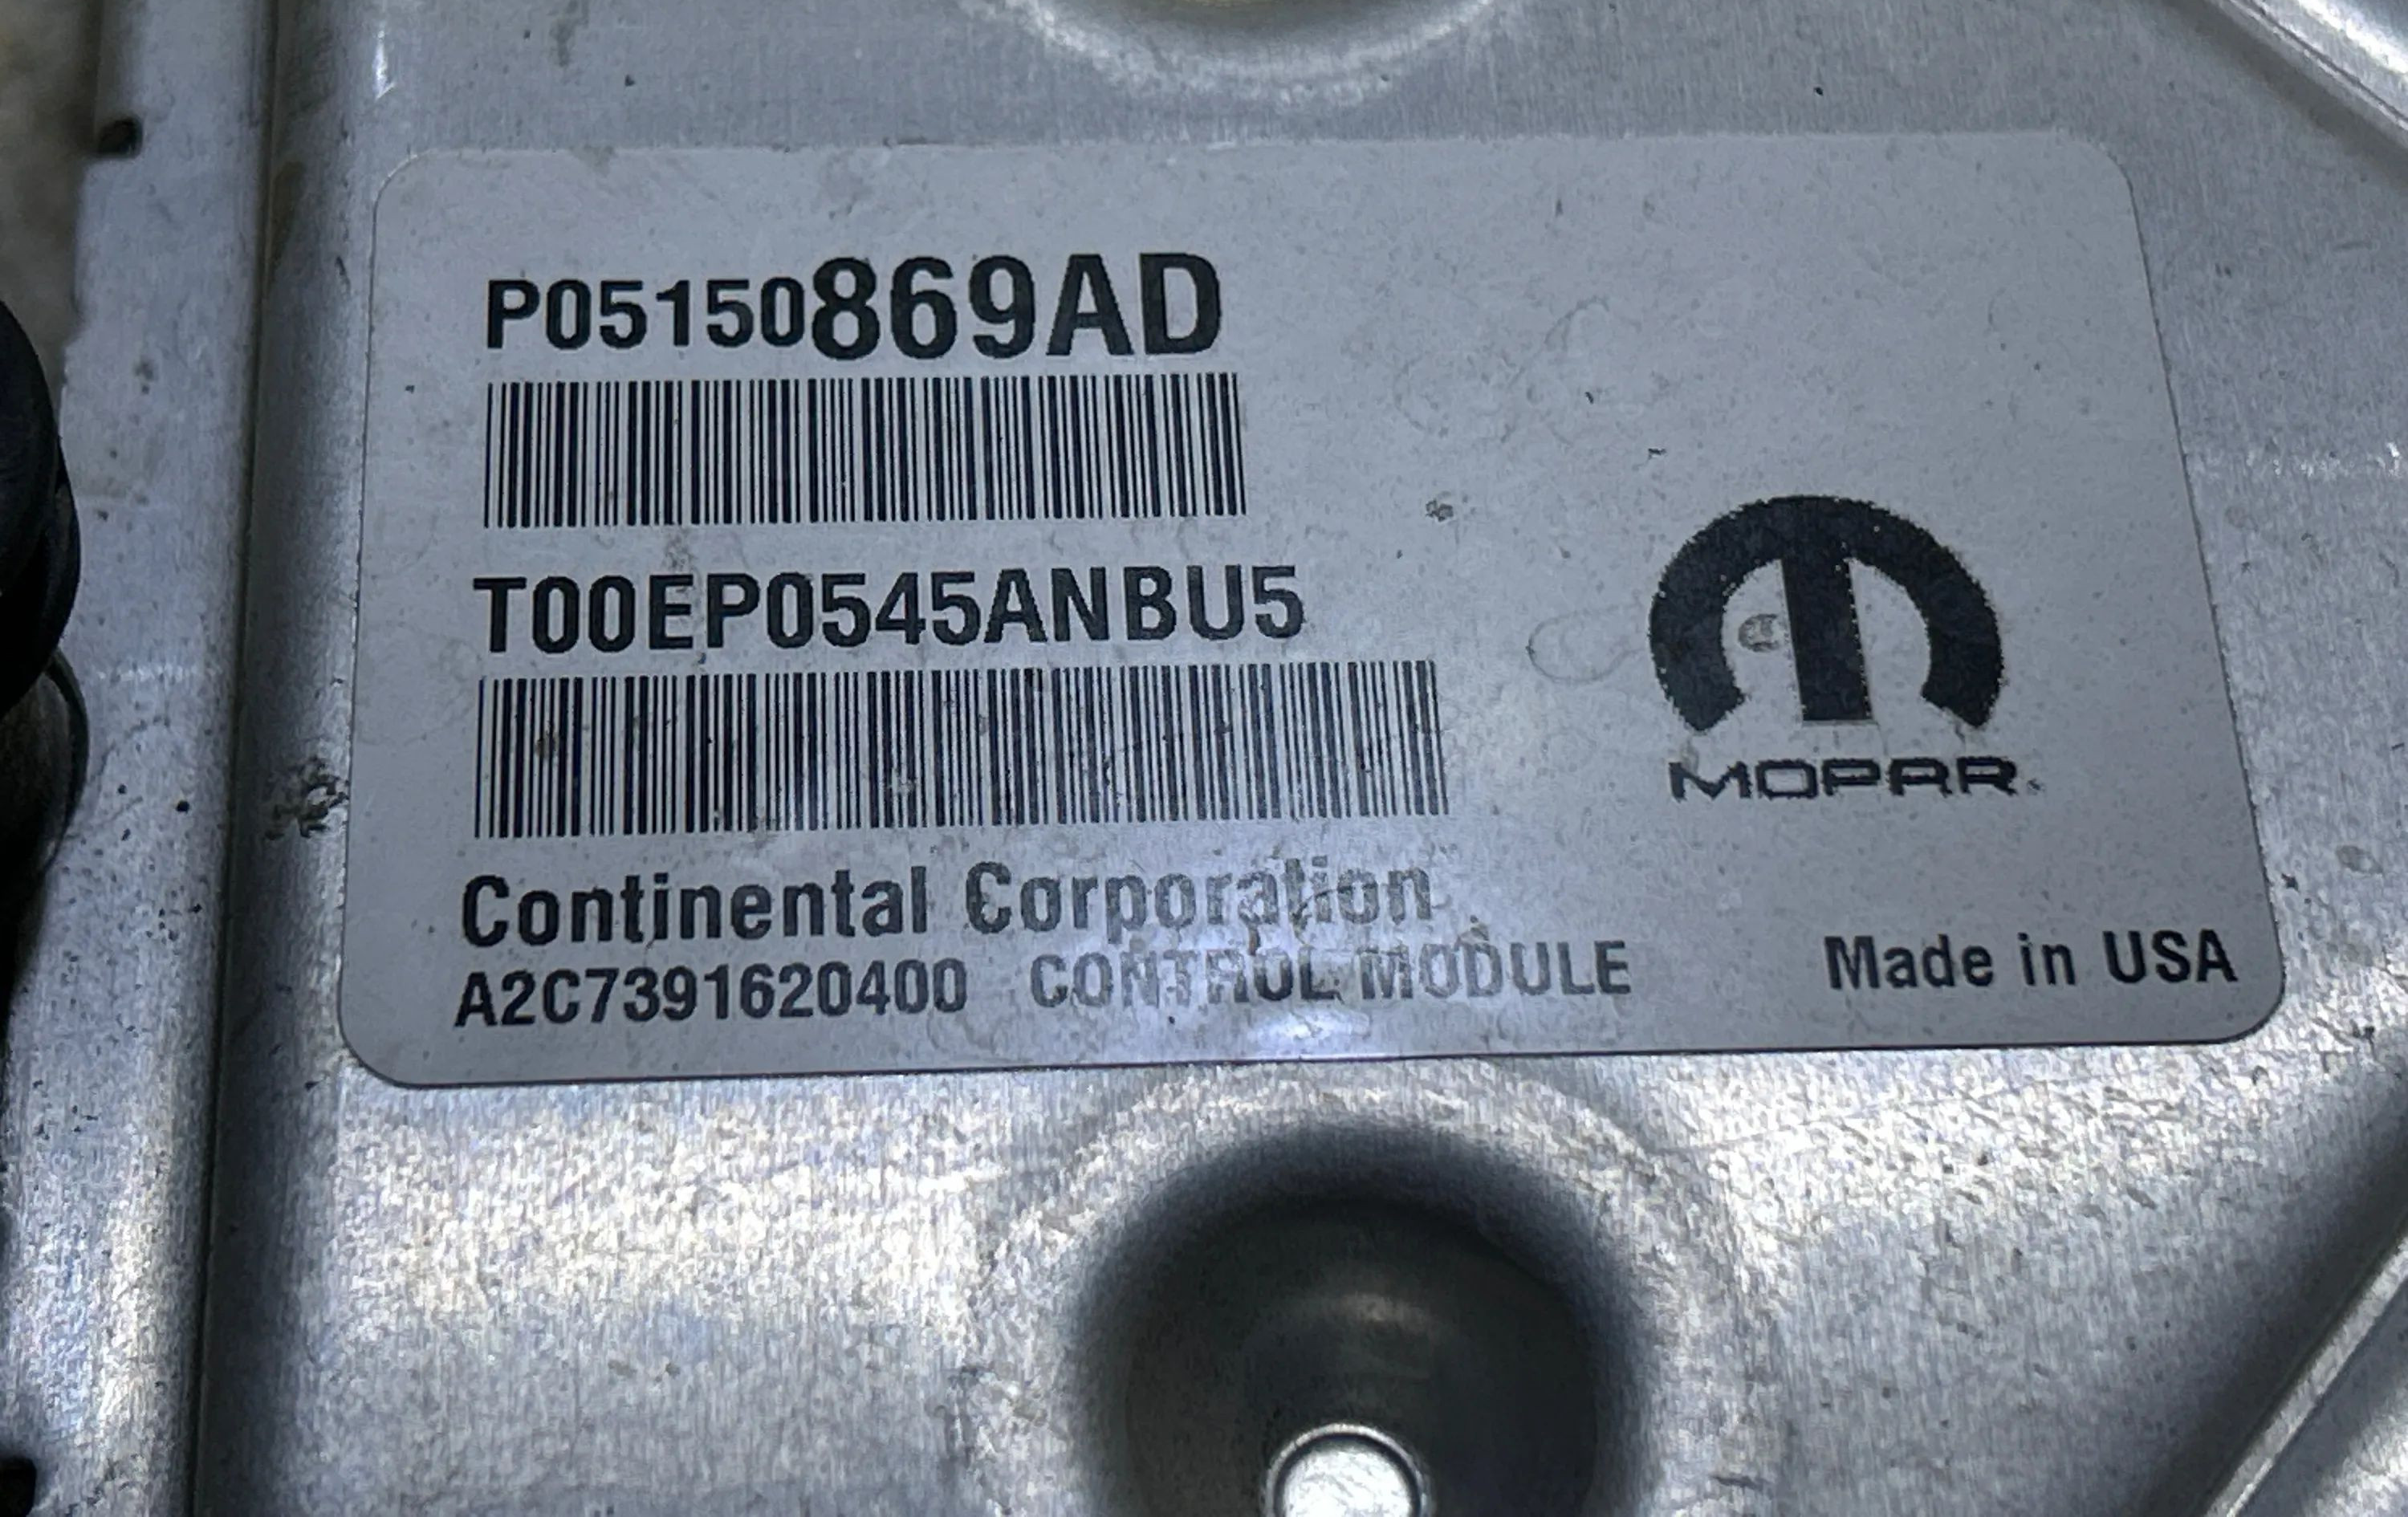 P05150869AD
T00EP0545ANBU5
MOPAR
Continental Corporation
A2C7391620400 CONTROL MODULE
Made in USA